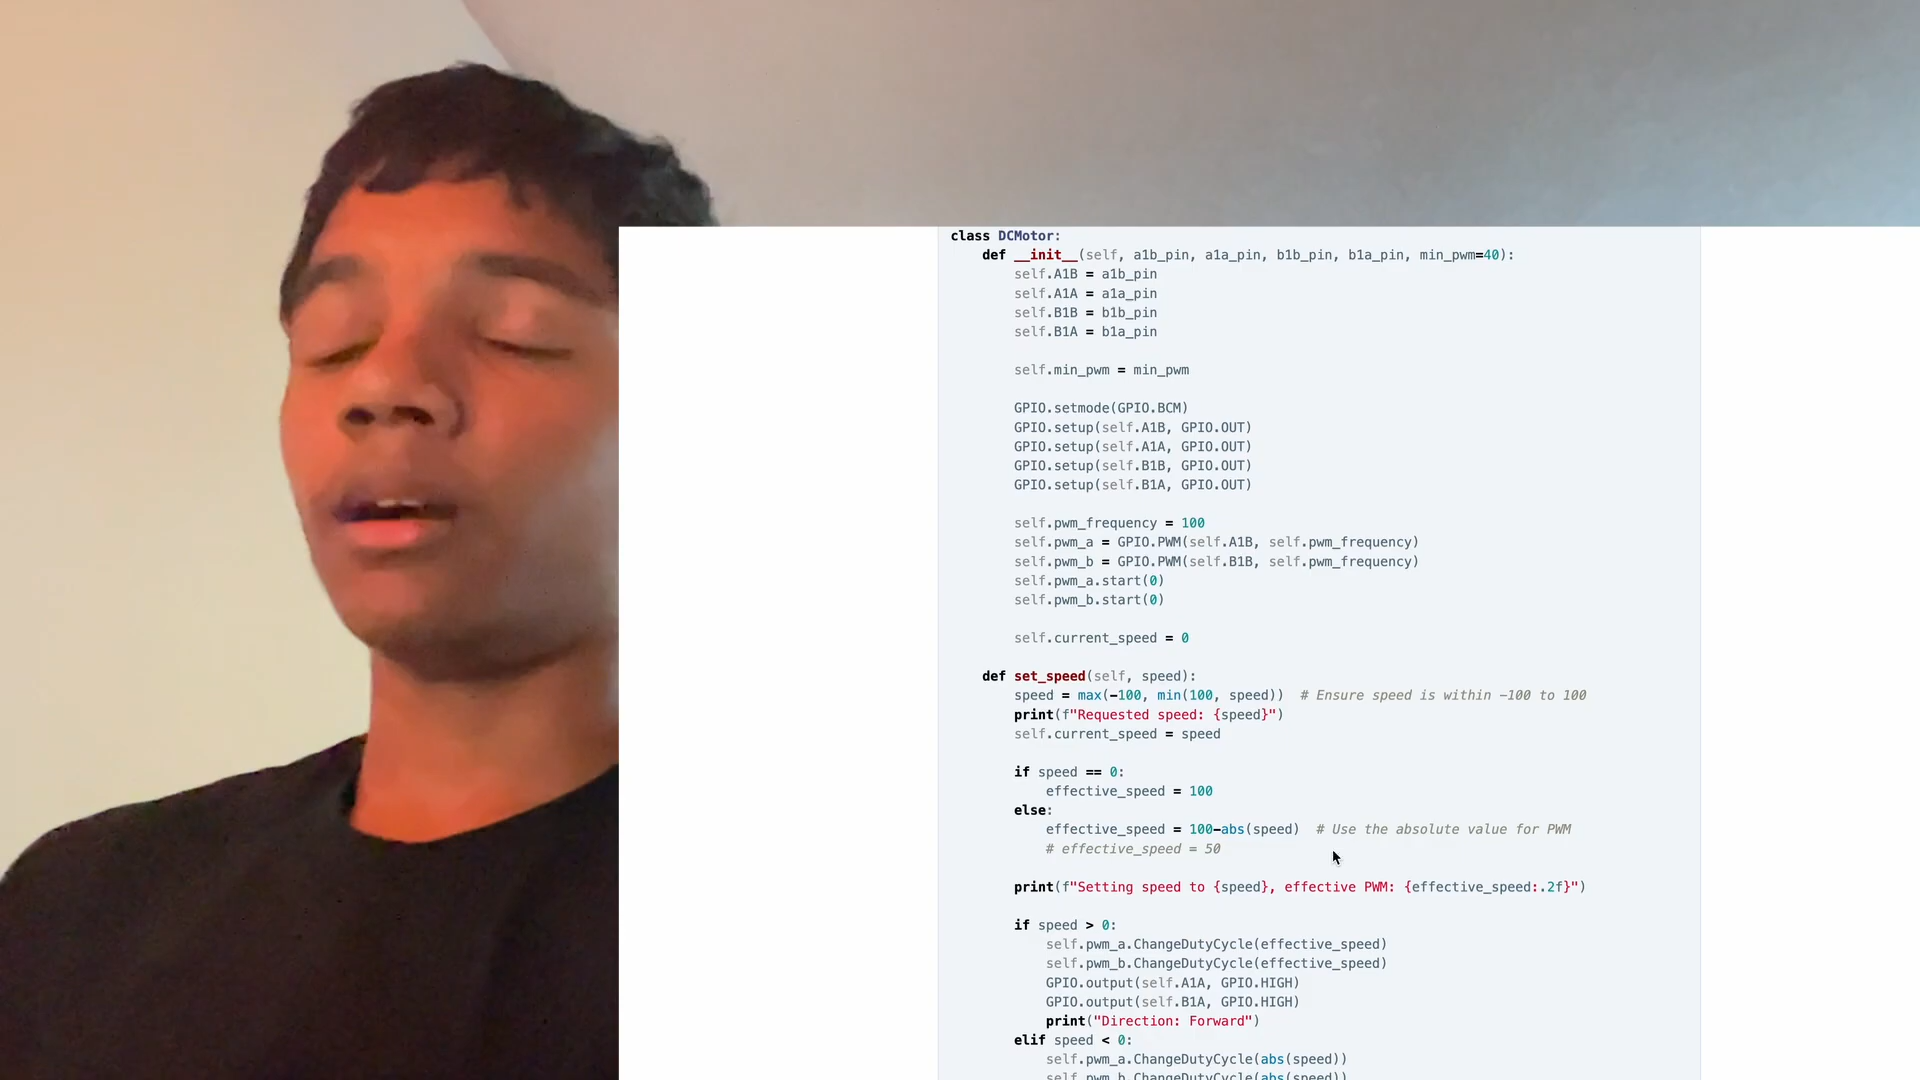 class DCMotor:
def __init__(self, a1b_pin, a1a_pin, b1b_pin, b1a_pin, min_pwm=40):
self.A1B = a1b_pin
self.A1A = a1a_pin
self.B1B = b1b_pin
self.B1A = b1a_pin
self.min_pwm = min_pwm
GPIO.setmode(GPIO.BCM)
GPIO.setup(self.A1B, GPIO.OUT)
GPIO.setup(self.A1A, GPIO.OUT)
GPIO.setup(self.B1B, GPIO.OUT)
GPIO.setup(self.B1A, GPIO.OUT)
self.pwm_frequency = 100
self.pwm_a = GPIO.PWM(self.A1B, self.pwm_frequency)
self.pwm_b = GPIO.PWM(self.B1B, self.pwm_frequency)
self.pwm_a.start(0)
self.pwm_b.start(0)
self.current_speed = 0
def set_speed(self, speed):
speed = max(-100, min(100, speed))  # Ensure speed is within -100 to 100
print(f"Requested speed: {speed}")
self.current_speed = speed
if speed == 0:
effective_speed = 100
else:
effective_speed = 100-abs(speed)  # Use the absolute value for PWM
# effective_speed = 50
print(f"Setting speed to {speed}, effective PWM: {effective_speed:.2f}")
if speed > 0:
self.pwm_a.ChangeDutyCycle(effective_speed)
self.pwm_b.ChangeDutyCycle(effective_speed)
GPIO.output(self.A1A, GPIO.HIGH)
GPIO.output(self.B1A, GPIO.HIGH)
print("Direction: Forward")
elif speed < 0:
self.pwm_a.ChangeDutyCycle(abs(speed))
self.pwm_b.ChangeDutyCycle(abs(speed))